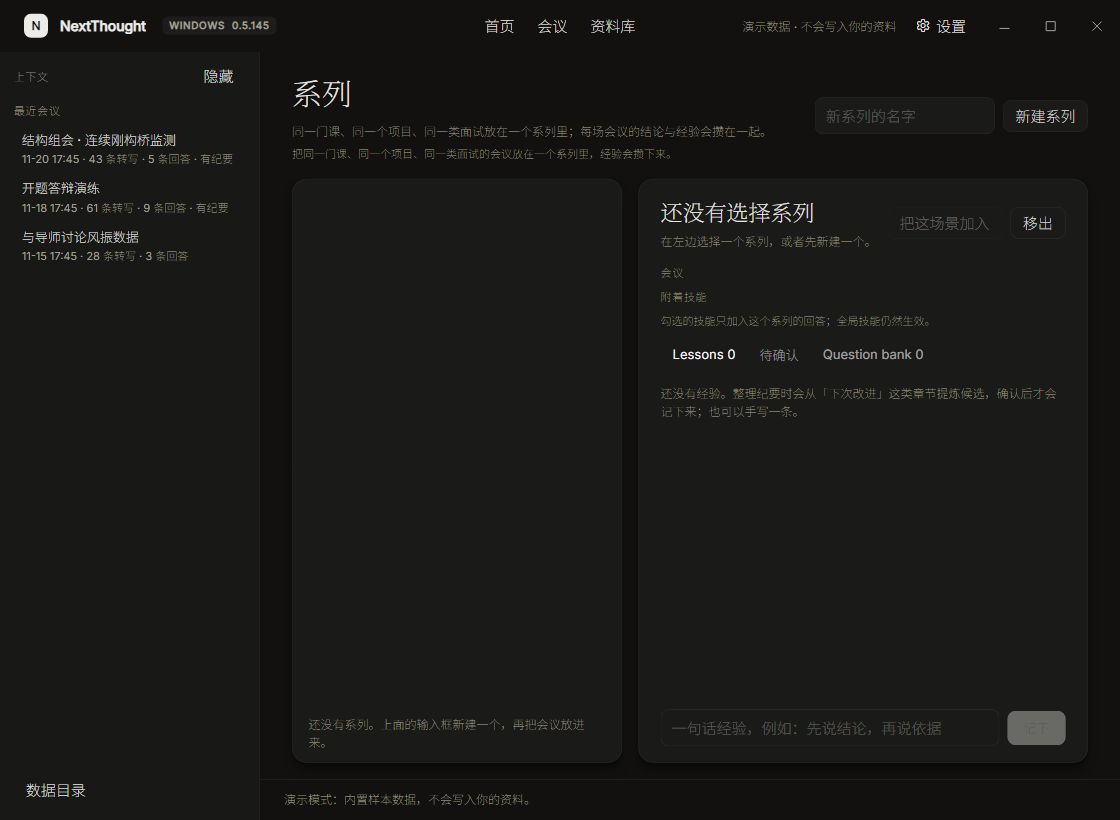 N NextThought WINDOWS 0.5.145
首页 会议 资料库
演示数据 · 不会写入你的资料 设置
上下文 隐藏
最近会议
结构组会 · 连续刚构桥监测
11-20 17:45 · 43 条转写 · 5 条回答 · 有纪要
开题答辩演练
11-18 17:45 · 61 条转写 · 9 条回答 · 有纪要
与导师讨论风振数据
11-15 17:45 · 28 条转写 · 3 条回答
数据目录
系列
同一门课、同一个项目、同一类面试放在一个系列里；每场会议的结论与经验会攒在一起。
把同一门课、同一个项目、同一类面试的会议放在一个系列里，经验会攒下来。
新系列的名字 新建系列
还没有系列。上面的输入框新建一个，再把会议放进
来。
还没有选择系列
在左边选择一个系列，或者先新建一个。
把这场景加入 移出
会议
附着技能
勾选的技能只加入这个系列的回答；全局技能仍然生效。
Lessons 0 待确认 Question bank 0
还没有经验。整理纪要时会从「下次改进」这类章节提炼候选，确认后才会
记下来；也可以手写一条。
一句话经验，例如：先说结论，再说依据 记下
演示模式：内置样本数据，不会写入你的资料。